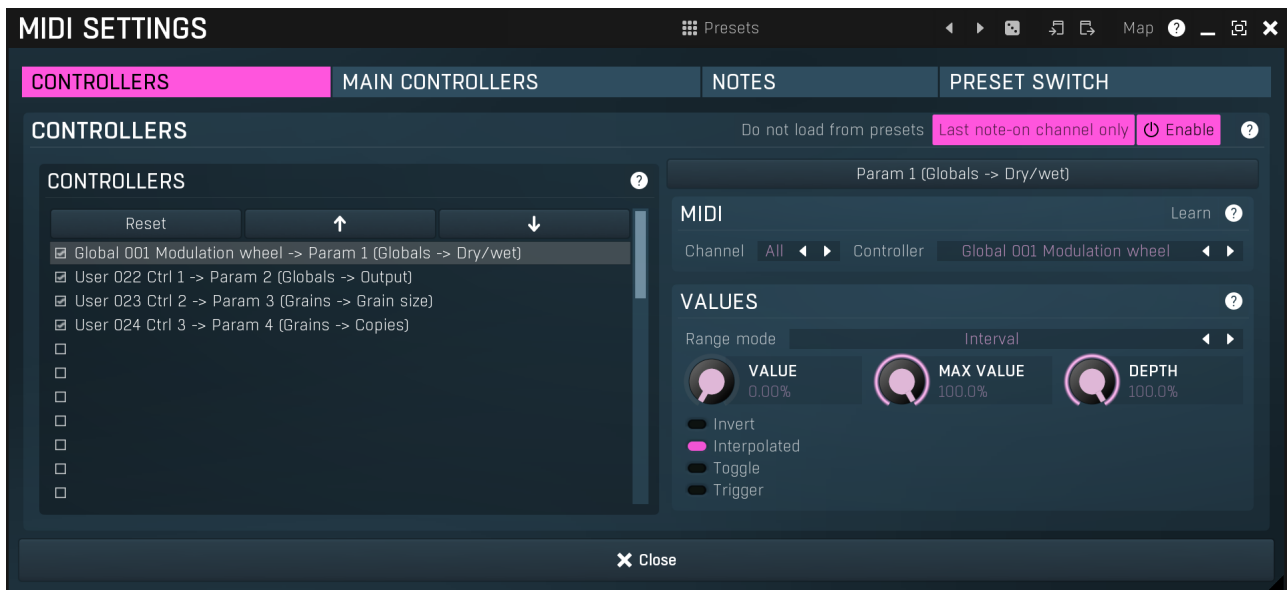 MIDI SETTINGS
Presets
Map ?
CONTROLLERS
MAIN CONTROLLERS
NOTES
PRESET SWITCH
CONTROLLERS
Do not load from presets
Last note-on channel only
Enable
?
CONTROLLERS
?
Reset
Global 001 Modulation wheel -> Param 1 (Globals -> Dry/wet)
User 022 Ctrl 1 -> Param 2 (Globals -> Output)
User 023 Ctrl 2 -> Param 3 (Grains -> Grain size)
User 024 Ctrl 3 -> Param 4 (Grains -> Copies)
Param 1 (Globals -> Dry/wet)
MIDI
Learn ?
Channel All
Controller Global 001 Modulation wheel
VALUES
?
Range mode Interval
VALUE
0.00%
MAX VALUE
100.0%
DEPTH
100.0%
Invert
Interpolated
Toggle
Trigger
Close